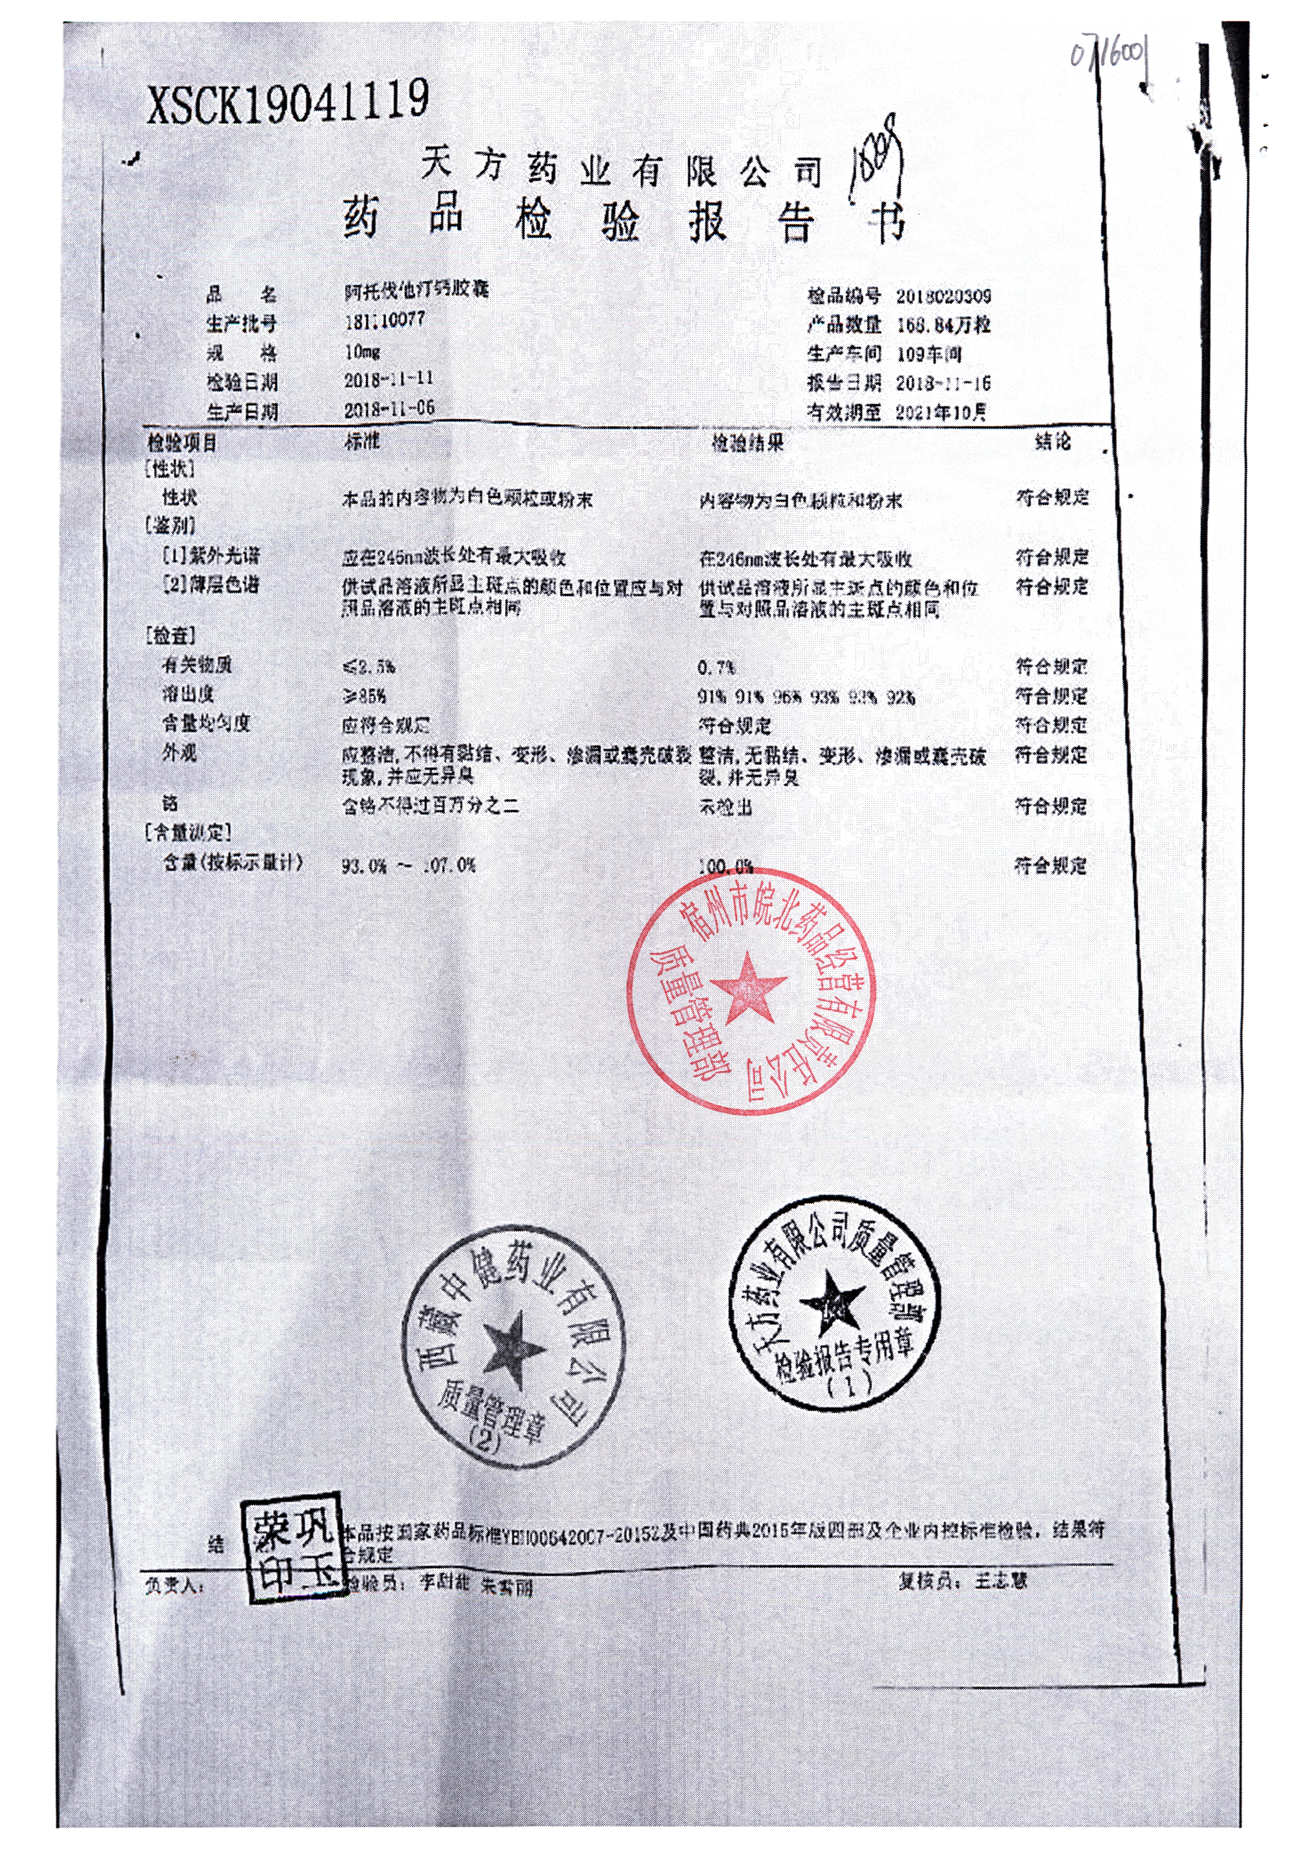 0711600
XSCK19041119
天方药业有限公司
药品检验报告书
品 名 阿托伐他汀钙胶囊 检品编号 2018020309
生产批号 181110077 产品数量 168.84万粒
规 格 10mg 生产车间 109车间
检验日期 2018-11-11 报告日期 2018-11-16
生产日期 2018-11-06 有效期至 2021年10月
检验项目 标准 检验结果 结论
[性状]
性状 本品的内容物为白色颗粒或粉末 内容物为白色颗粒和粉末 符合规定
[鉴别]
[1]紫外光谱 应在246nm波长处有最大吸收 在246nm波长处有最大吸收 符合规定
[2]薄层色谱 供试品溶液所显主斑点的颜色和位置应与对 供试品溶液所显主斑点的颜色和位 符合规定
照品溶液的主斑点相同 置与对照品溶液的主斑点相同
[检查]
有关物质 ≤2.5% 0.7% 符合规定
溶出度 ≥85% 91% 91% 96% 93% 93% 92% 符合规定
含量均匀度 应符合规定 符合规定 符合规定
外观 应整洁,不得有黏结、变形、渗漏或囊壳破裂 整洁,无黏结、变形、渗漏或囊壳破 符合规定
现象,并应无异臭 裂,并无异臭
铬 含铬不得过百万分之二 未检出 符合规定
[含量测定]
含量(按标示量计) 93.0% ～ 107.0% 100.0% 符合规定
宿州市皖北药品经营有限责任公司
质量管理部
天方药业有限公司质量管理部
检验报告专用章
(1)
西藏中健药业有限公司
质量管理章
(2)
结 本品按国家药品标准YBH00642007-2015Z及中国药典2015年版四部及企业内控标准检验，结果符
合规定
巩玉荣印
负责人: 检验员: 李甜甜 朱雪丽 复核员: 王志慧